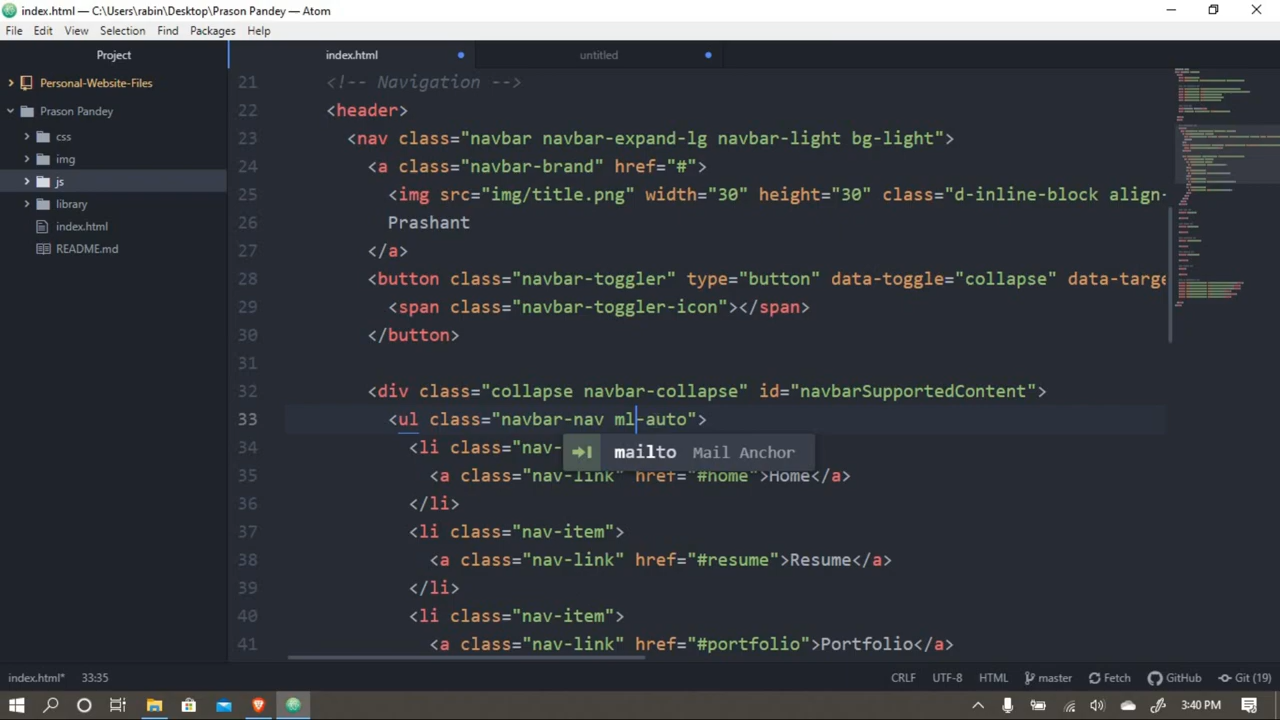 index.html — C:\Users\rabin\Desktop\Prason Pandey — Atom
File Edit View Selection Find Packages Help
Project
index.html
untitled
Personal-Website-Files
Prason Pandey
css
img
js
library
index.html
README.md
21 <!-- Navigation -->
22 <header>
23 <nav class="navbar navbar-expand-lg navbar-light bg-light">
24 <a class="navbar-brand" href="#">
25 <img src="img/title.png" width="30" height="30" class="d-inline-block align-
26 Prashant
27 </a>
28 <button class="navbar-toggler" type="button" data-toggle="collapse" data-targe
29 <span class="navbar-toggler-icon"></span>
30 </button>
31
32 <div class="collapse navbar-collapse" id="navbarSupportedContent">
33 <ul class="navbar-nav ml-auto">
34 <li class="nav-
mailto Mail Anchor
35 <a class="nav-link" href="#home">Home</a>
36 </li>
37 <li class="nav-item">
38 <a class="nav-link" href="#resume">Resume</a>
39 </li>
40 <li class="nav-item">
41 <a class="nav-link" href="#portfolio">Portfolio</a>
index.html* 33:35 CRLF UTF-8 HTML master Fetch GitHub Git (19)
3:40 PM